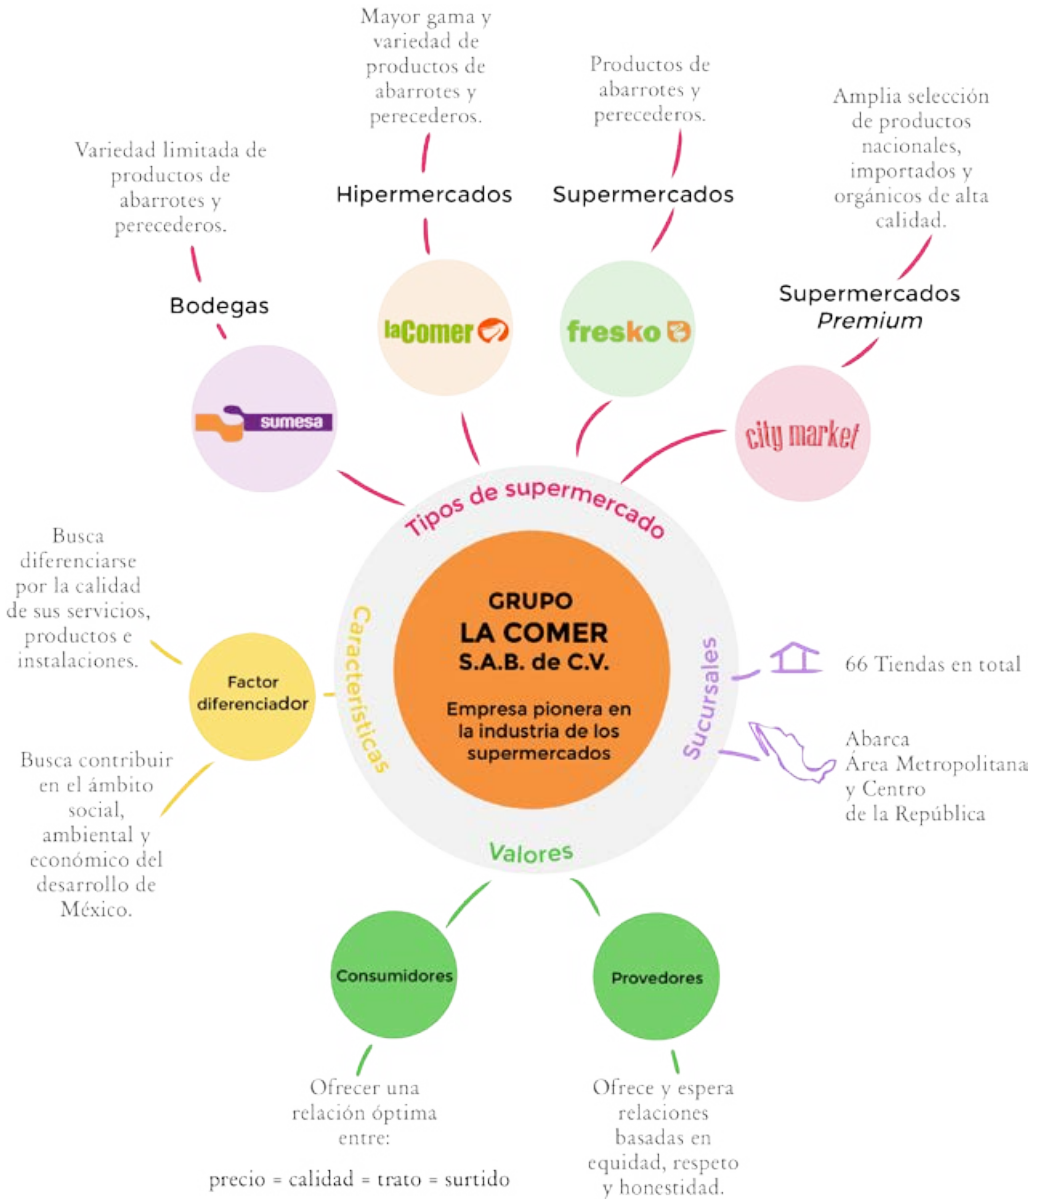 Mayor gama y
variedad de
productos de
abarrotes y
perecederos.
Hipermercados
laComer
Productos de
abarrotes y
perecederos.
Supermercados
fresko
Amplia selección
de productos
nacionales,
importados y
orgánicos de alta
calidad.
Supermercados
Premium
city market
Variedad limitada de
productos de
abarrotes y
perecederos.
Bodegas
sumesa
Tipos de supermercado
GRUPO
LA COMER
S.A.B. de C.V.
Empresa pionera en
la industria de los
supermercados
Características
Factor
diferenciador
Busca
diferenciarse
por la calidad
de sus servicios,
productos e
instalaciones.
Busca contribuir
en el ámbito
social,
ambiental y
económico del
desarrollo de
México.
Sucursales
66 Tiendas en total
Abarca
Área Metropolitana
y Centro
de la República
Valores
Consumidores
Ofrecer una
relación óptima
entre:
precio = calidad = trato = surtido
Provedores
Ofrece y espera
relaciones
basadas en
equidad, respeto
y honestidad.